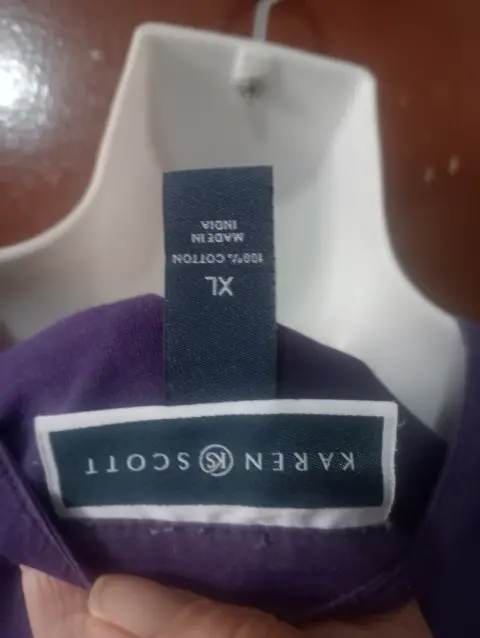 KAREN KS SCOTT
XL
100% COTTON
MADE IN
INDIA